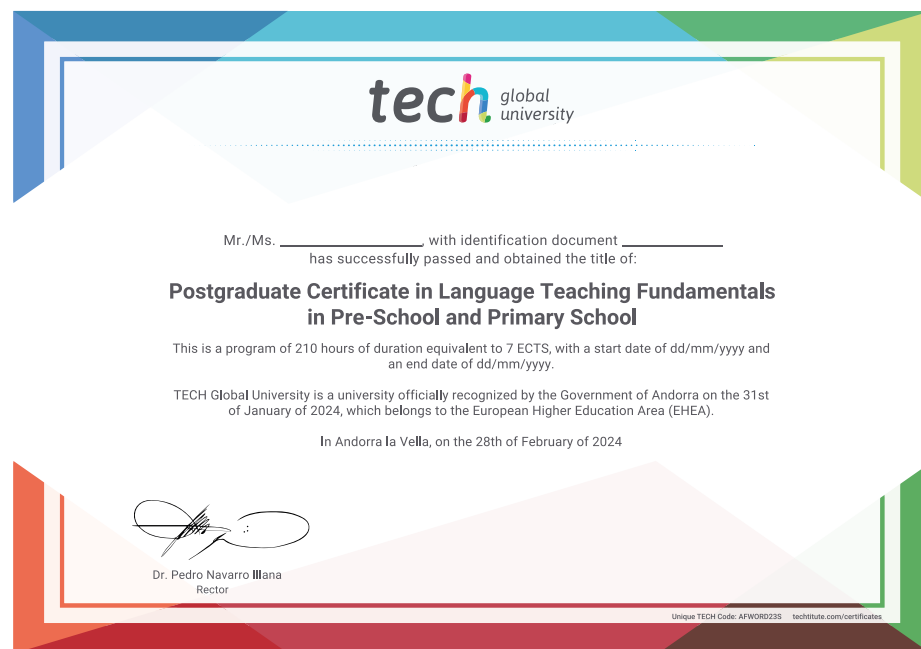 tech global
university
Mr./Ms. ____________, with identification document ____________
has successfully passed and obtained the title of:
Postgraduate Certificate in Language Teaching Fundamentals
in Pre-School and Primary School
This is a program of 210 hours of duration equivalent to 7 ECTS, with a start date of dd/mm/yyyy and
an end date of dd/mm/yyyy.
TECH Global University is a university officially recognized by the Government of Andorra on the 31st
of January of 2024, which belongs to the European Higher Education Area (EHEA).
In Andorra la Vella, on the 28th of February of 2024
Dr. Pedro Navarro Illana
Rector
Unique TECH Code: AFWORD23S techtitute.com/certificates